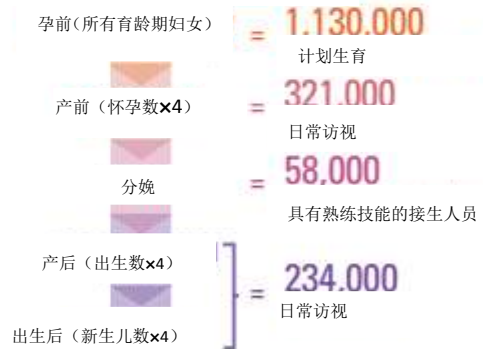 孕前(所有育龄期妇女) = 1.130.000
计划生育
产前（怀孕数×4） = 321.000
日常访视
分娩 = 58,000
具有熟练技能的接生人员
产后（出生数×4）
= 234.000
日常访视
出生后（新生儿数×4）